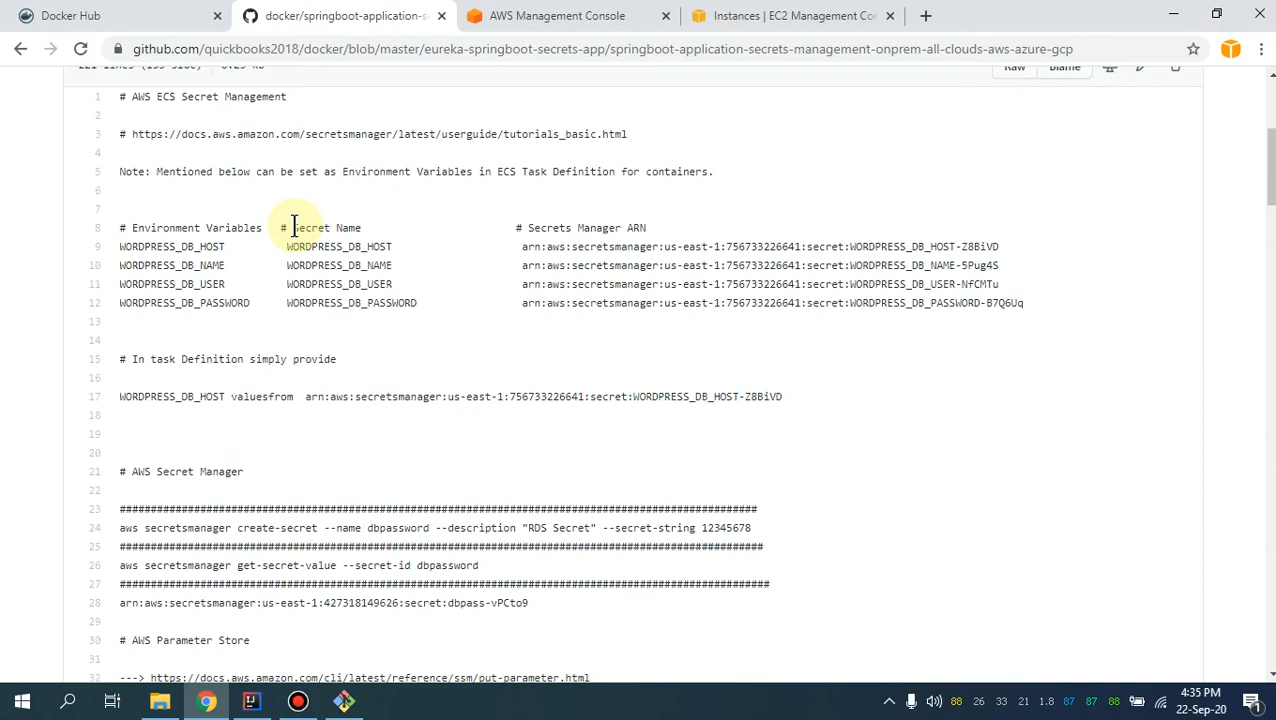 Docker Hub
docker/springboot-application-s
AWS Management Console
Instances | EC2 Management Con
github.com/quickbooks2018/docker/blob/master/eureka-springboot-secrets-app/springboot-application-secrets-management-onprem-all-clouds-aws-azure-gcp
Raw Blame
1 # AWS ECS Secret Management
2
3 # https://docs.aws.amazon.com/secretsmanager/latest/userguide/tutorials_basic.html
4
5 Note: Mentioned below can be set as Environment Variables in ECS Task Definition for containers.
6
7
8 # Environment Variables # Secret Name # Secrets Manager ARN
9 WORDPRESS_DB_HOST WORDPRESS_DB_HOST arn:aws:secretsmanager:us-east-1:756733226641:secret:WORDPRESS_DB_HOST-Z8BiVD
10 WORDPRESS_DB_NAME WORDPRESS_DB_NAME arn:aws:secretsmanager:us-east-1:756733226641:secret:WORDPRESS_DB_NAME-5Pug4S
11 WORDPRESS_DB_USER WORDPRESS_DB_USER arn:aws:secretsmanager:us-east-1:756733226641:secret:WORDPRESS_DB_USER-NfCMTu
12 WORDPRESS_DB_PASSWORD WORDPRESS_DB_PASSWORD arn:aws:secretsmanager:us-east-1:756733226641:secret:WORDPRESS_DB_PASSWORD-B7Q6Uq
13
14
15 # In task Definition simply provide
16
17 WORDPRESS_DB_HOST valuesfrom arn:aws:secretsmanager:us-east-1:756733226641:secret:WORDPRESS_DB_HOST-Z8BiVD
18
19
20
21 # AWS Secret Manager
22
23 #######################################################################################################
24 aws secretsmanager create-secret --name dbpassword --description "RDS Secret" --secret-string 12345678
25 ########################################################################################################
26 aws secretsmanager get-secret-value --secret-id dbpassword
27 #########################################################################################################
28 arn:aws:secretsmanager:us-east-1:427318149626:secret:dbpass-vPCto9
29
30 # AWS Parameter Store
31
32 ---> https://docs.aws.amazon.com/cli/latest/reference/ssm/put-parameter.html
88 26 33 21 1.8 87 87 88
4:35 PM
22-Sep-20
1